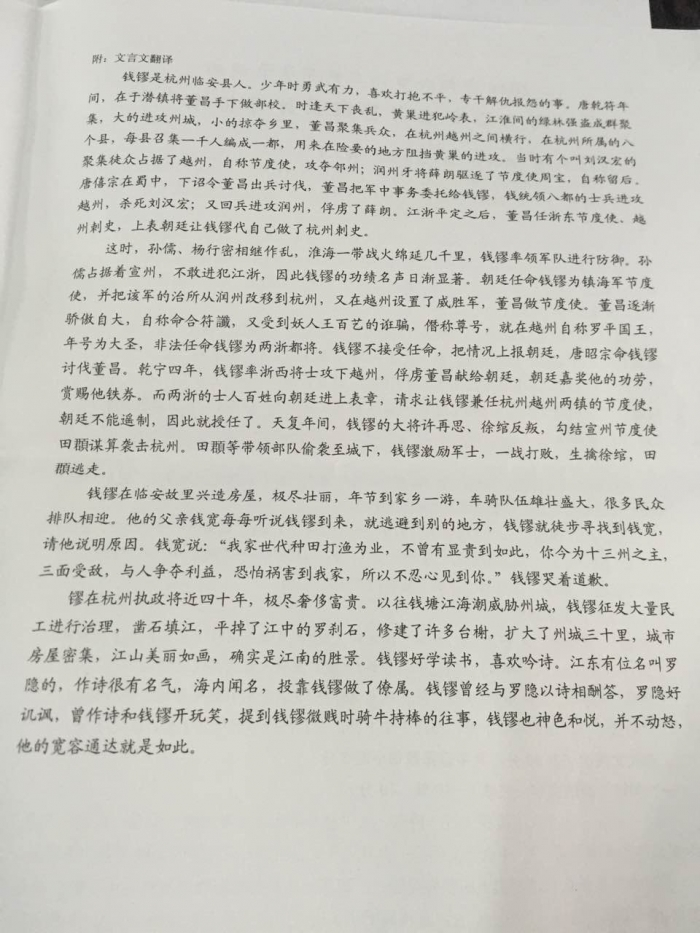 附：文言文翻译
钱镠是杭州临安县人。少年时勇武有力，喜欢打抱不平，专干解仇报怨的事。唐乾符年
间，在于潜镇将董昌手下做部校。时逢天下丧乱，黄巢进犯岭表，江淮间的绿林强盗成群聚
集，大的进攻州城，小的掠夺乡里，董昌聚集兵众，在杭州越州之间横行，在杭州所属的八
个县，每县召集一千人编成一都，用来在险要的地方阻挡黄巢的进攻。当时有个叫刘汉宏的
聚集徒众占据了越州，自称节度使，攻夺邻州；润州牙将薛朗驱逐了节度使周宝，自称留后。
唐僖宗在蜀中，下诏令董昌出兵讨伐，董昌把军中事务委托给钱镠，钱统领八都的士兵进攻
越州，杀死刘汉宏；又回兵进攻润州，俘虏了薛朗。江浙平定之后，董昌任浙东节度使、越
州刺史，上表朝廷让钱镠代自己做了杭州刺史。
这时，孙儒、杨行密相继作乱，淮海一带战火绵延几千里，钱镠率领军队进行防御。孙
儒占据着宣州，不敢进犯江浙，因此钱镠的功绩名声日渐显著。朝廷任命钱镠为镇海军节度
使，并把该军的治所从润州改移到杭州，又在越州设置了威胜军，董昌做节度使。董昌逐渐
骄傲自大，自称命合符讖，又受到妖人王百艺的诳骗，僭称尊号，就在越州自称罗平国王，
年号为大圣，非法任命钱镠为两浙都将。钱镠不接受任命，把情况上报朝廷，唐昭宗命钱镠
讨伐董昌。乾宁四年，钱镠率浙西将士攻下越州，俘虏董昌献给朝廷，朝廷嘉奖他的功劳，
赏赐他铁券。而两浙的士人百姓向朝廷进上表章，请求让钱镠兼任杭州越州两镇的节度使，
朝廷不能遥制，因此就授任了。天复年间，钱镠的大将许再思、徐绾反叛，勾结宣州节度使
田頵谋算袭击杭州。田頵等带领部队偷袭至城下，钱镠激励军士，一战打败，生擒徐绾，田
頵逃走。
钱镠在临安故里兴造房屋，极尽壮丽，年节到家乡一游，车骑队伍雄壮盛大，很多民众
排队相迎。他的父亲钱宽每每听说钱镠到来，就逃避到别的地方，钱镠就徒步寻找到钱宽，
请他说明原因。钱宽说：“我家世代种田打渔为业，不曾有显贵到如此，你今为十三州之主，
三面受敌，与人争夺利益，恐怕祸害到我家，所以不忍心见到你。”钱镠哭着道歉。
镠在杭州执政将近四十年，极尽奢侈富贵。以往钱塘江海潮威胁州城，钱镠征发大量民
工进行治理，凿石填江，平掉了江中的罗刹石，修建了许多台榭，扩大了州城三十里，城市
房屋密集，江山美丽如画，确实是江南的胜景。钱镠好学读书，喜欢吟诗。江东有位名叫罗
隐的，作诗很有名气，海内闻名，投靠钱镠做了僚属。钱镠曾经与罗隐以诗相酬答，罗隐好
讥讽，曾作诗和钱镠开玩笑，提到钱镠微贱时骑牛持棒的往事，钱镠也神色和悦，并不动怒，
他的宽容通达就是如此。